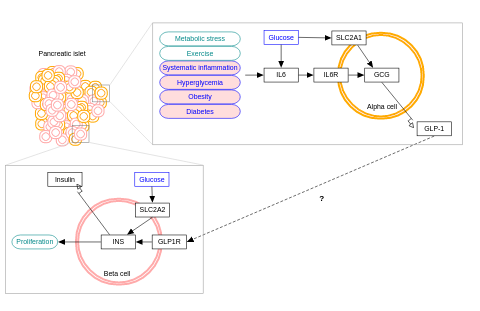 Pancreatic islet
Metabolic stress
Exercise
Systematic inflammation
Hyperglycemia
Obesity
Diabetes
Glucose
SLC2A1
IL6
IL6R
GCG
Alpha cell
GLP-1
?
Insulin
Glucose
SLC2A2
Proliferation
INS
GLP1R
Beta cell